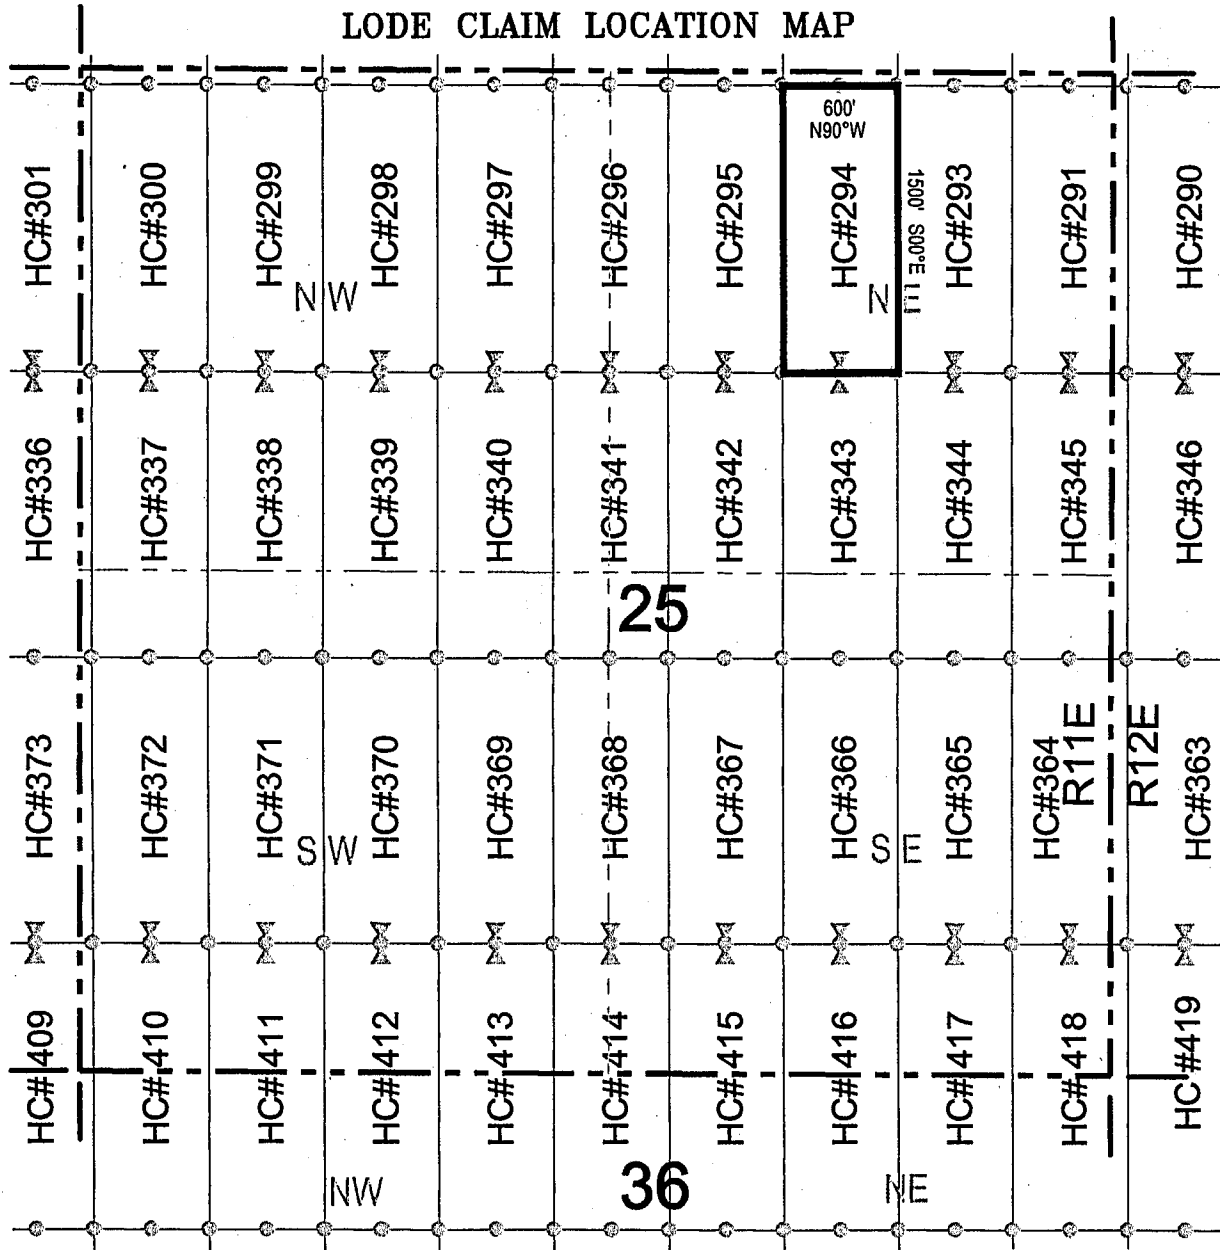 LODE CLAIM LOCATION MAP
600'
N90°W
1500' S00°E
HC#301
HC#300
HC#299
HC#298
HC#297
HC#296
HC#295
HC#294
HC#293
HC#291
HC#290
NW
NE
HC#336
HC#337
HC#338
HC#339
HC#340
HC#341
HC#342
HC#343
HC#344
HC#345
HC#346
25
HC#373
HC#372
HC#371
HC#370
HC#369
HC#368
HC#367
HC#366
HC#365
HC#364
R11E
R12E
HC#363
SW
SE
HC#409
HC#410
HC#411
HC#412
HC#413
HC#414
HC#415
HC#416
HC#417
HC#418
HC#419
NW
36
NE